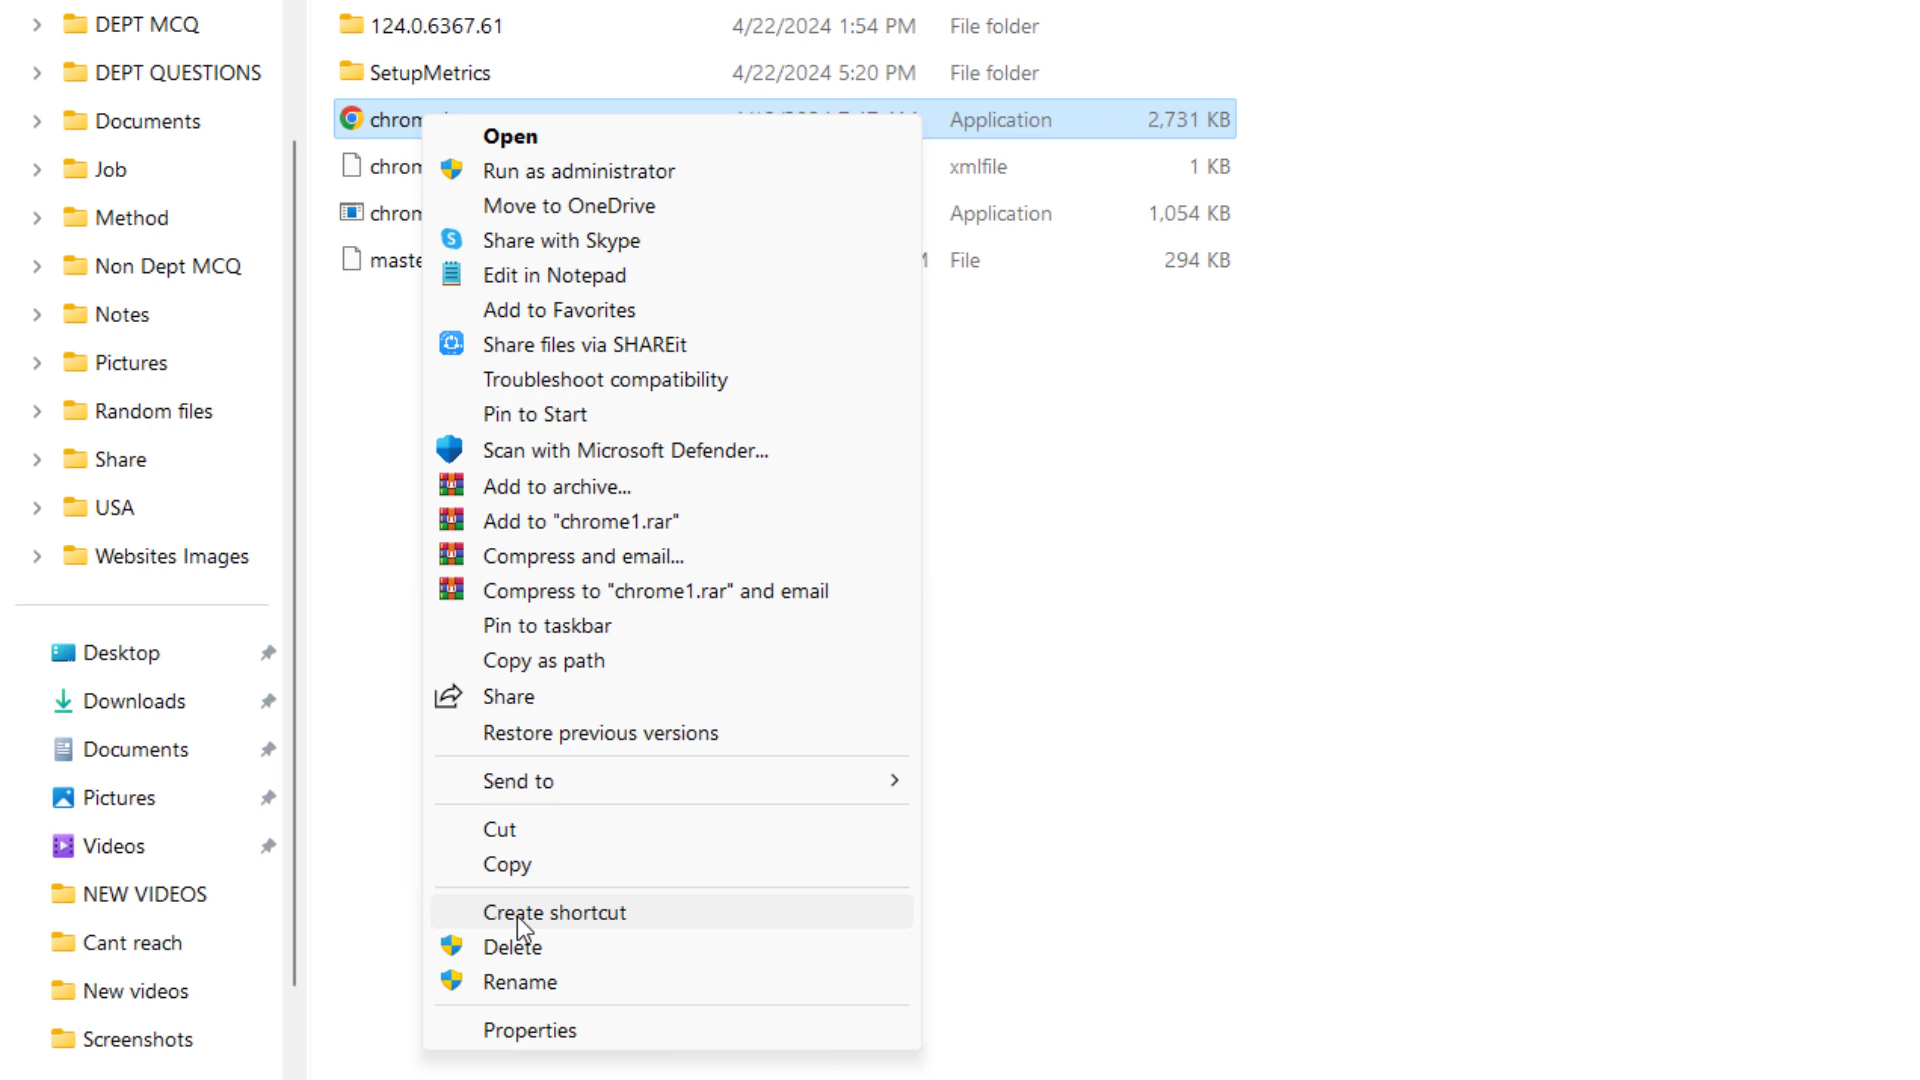 DEPT MCQ
DEPT QUESTIONS
Documents
Job
Method
Non Dept MCQ
Notes
Pictures
Random files
Share
USA
Websites Images
Desktop
Downloads
Documents
Pictures
Videos
NEW VIDEOS
Cant reach
New videos
Screenshots
124.0.6367.61 4/22/2024 1:54 PM File folder
SetupMetrics 4/22/2024 5:20 PM File folder
chrom Application 2,731 KB
chrom xmlfile 1 KB
chrom Application 1,054 KB
maste File 294 KB
Open
Run as administrator
Move to OneDrive
Share with Skype
Edit in Notepad
Add to Favorites
Share files via SHAREit
Troubleshoot compatibility
Pin to Start
Scan with Microsoft Defender...
Add to archive...
Add to "chrome1.rar"
Compress and email...
Compress to "chrome1.rar" and email
Pin to taskbar
Copy as path
Share
Restore previous versions
Send to
Cut
Copy
Create shortcut
Delete
Rename
Properties